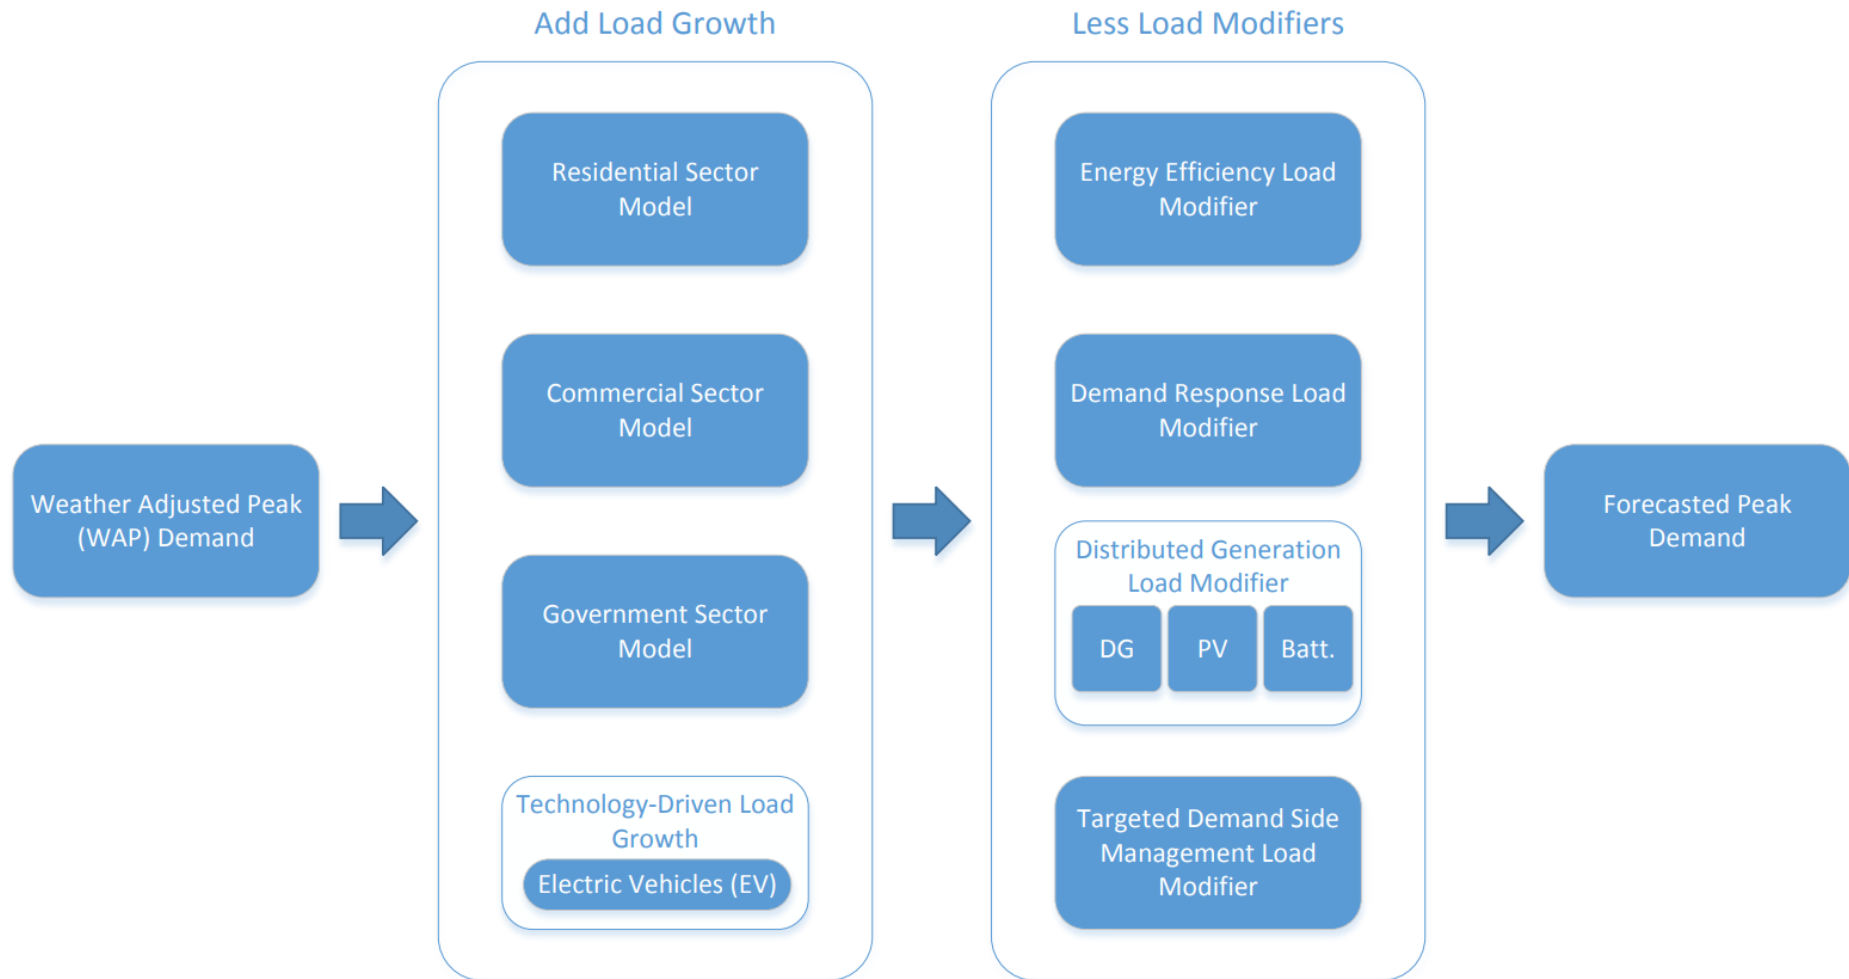 Add Load Growth
Less Load Modifiers
Weather Adjusted Peak
(WAP) Demand
Residential Sector
Model
Commercial Sector
Model
Government Sector
Model
Technology-Driven Load
Growth
Electric Vehicles (EV)
Energy Efficiency Load
Modifier
Demand Response Load
Modifier
Distributed Generation
Load Modifier
DG
PV
Batt.
Targeted Demand Side
Management Load
Modifier
Forecasted Peak
Demand